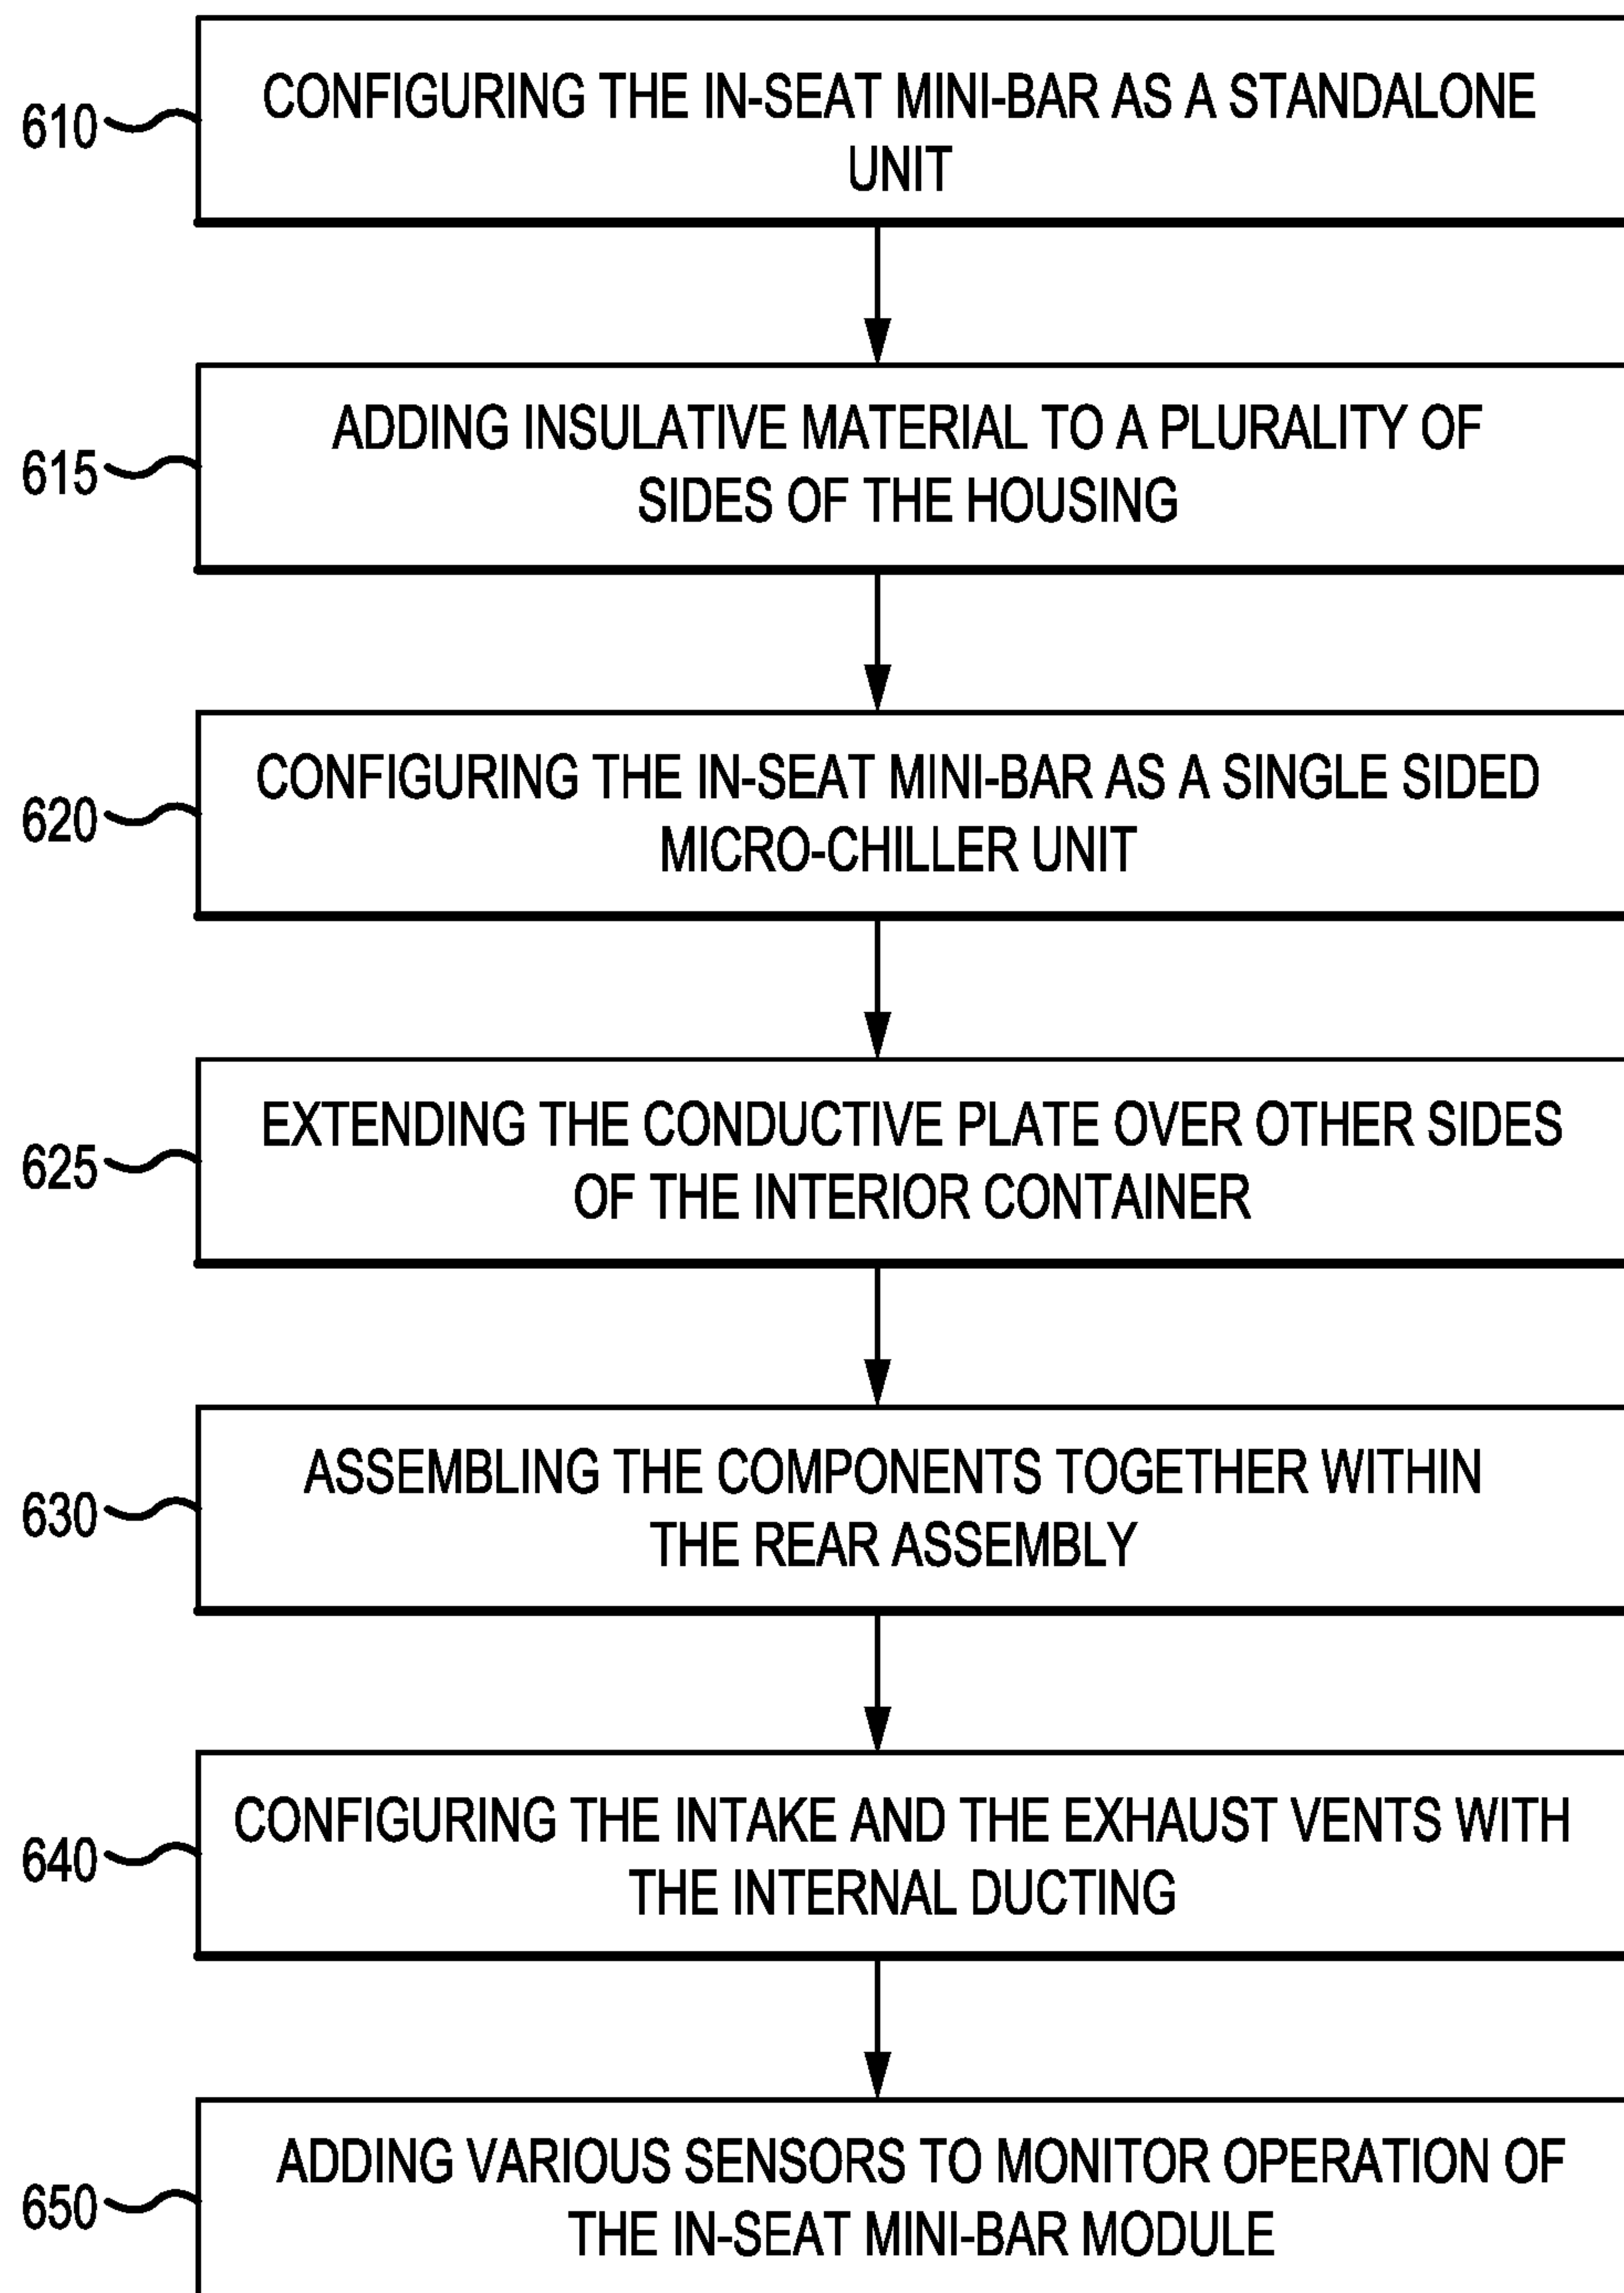 610
CONFIGURING THE IN-SEAT MINI-BAR AS A STANDALONE
UNIT
615
ADDING INSULATIVE MATERIAL TO A PLURALITY OF
SIDES OF THE HOUSING
620
CONFIGURING THE IN-SEAT MINI-BAR AS A SINGLE SIDED
MICRO-CHILLER UNIT
625
EXTENDING THE CONDUCTIVE PLATE OVER OTHER SIDES
OF THE INTERIOR CONTAINER
630
ASSEMBLING THE COMPONENTS TOGETHER WITHIN
THE REAR ASSEMBLY
640
CONFIGURING THE INTAKE AND THE EXHAUST VENTS WITH
THE INTERNAL DUCTING
650
ADDING VARIOUS SENSORS TO MONITOR OPERATION OF
THE IN-SEAT MINI-BAR MODULE